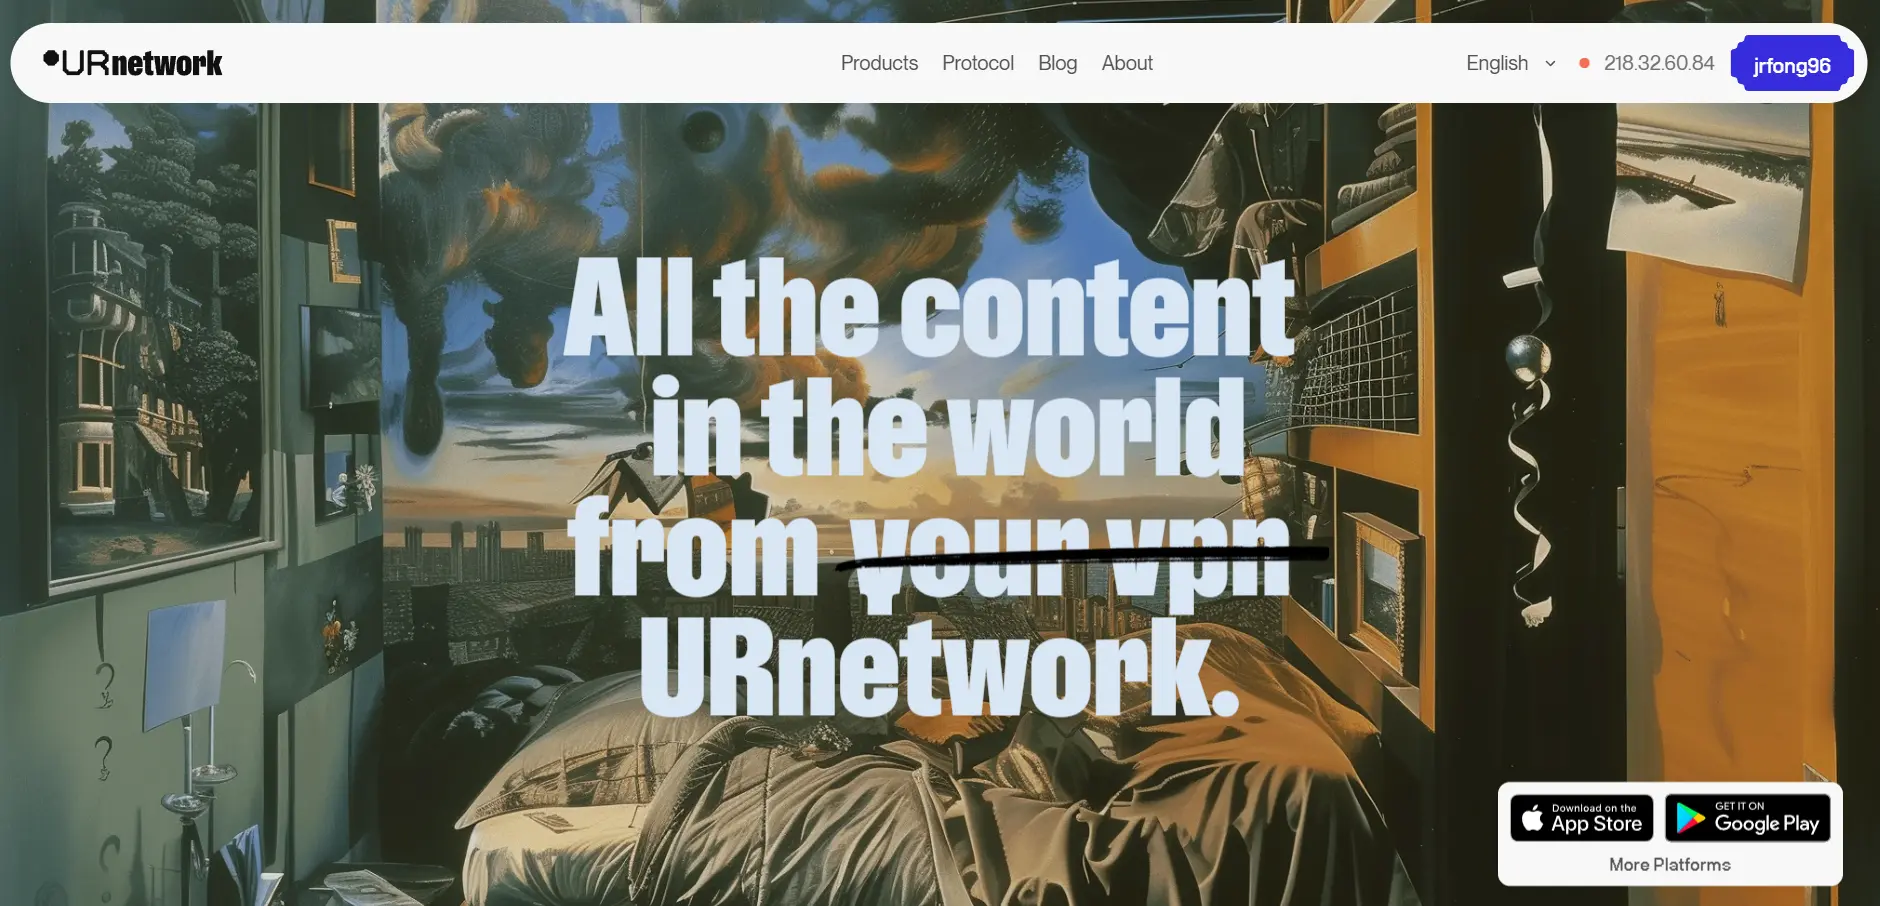 URnetwork
Products Protocol Blog About
English 218.32.60.84 jrfong96
All the content
in the world
from your vpn
URnetwork.
Download on the
App Store
GET IT ON
Google Play
More Platforms